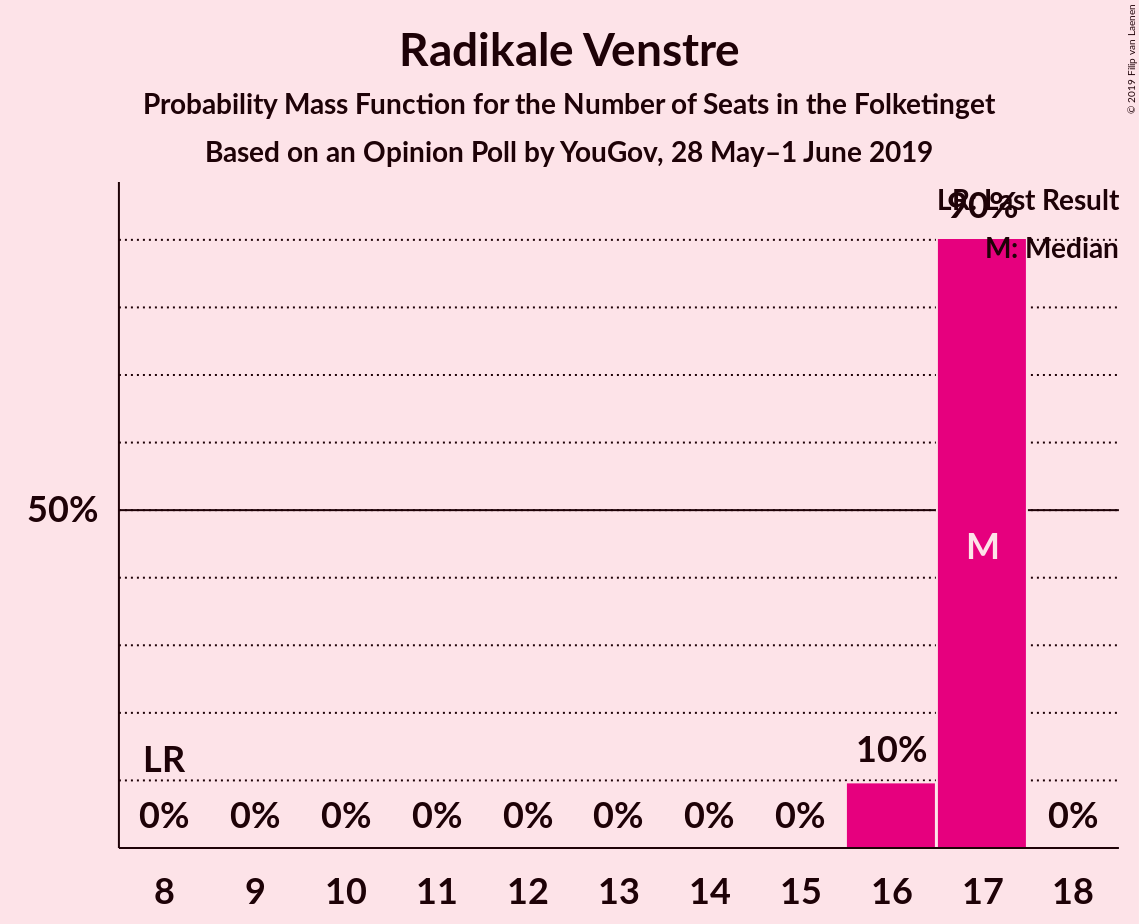 © 2019 Filip van Laenen
Radikale Venstre
Probability Mass Function for the Number of Seats in the Folketinget
Based on an Opinion Poll by YouGov, 28 May–1 June 2019
LR: Last Result
90%
M: Median
50%
M
LR
10%
0% 0% 0% 0% 0% 0% 0% 0% 0%
8 9 10 11 12 13 14 15 16 17 18